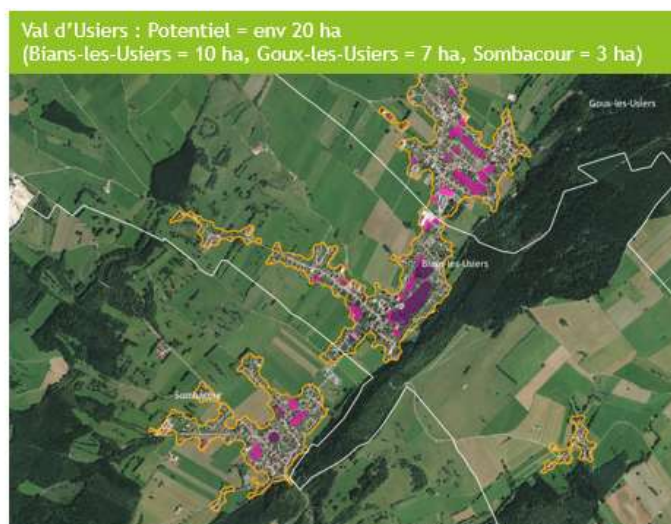 Val d’Usiers : Potentiel = env 20 ha
(Bians-les-Usiers = 10 ha, Goux-les-Usiers = 7 ha, Sombacour = 3 ha)
Goux-les-Usiers
Bians-les-Usiers
Sombacour